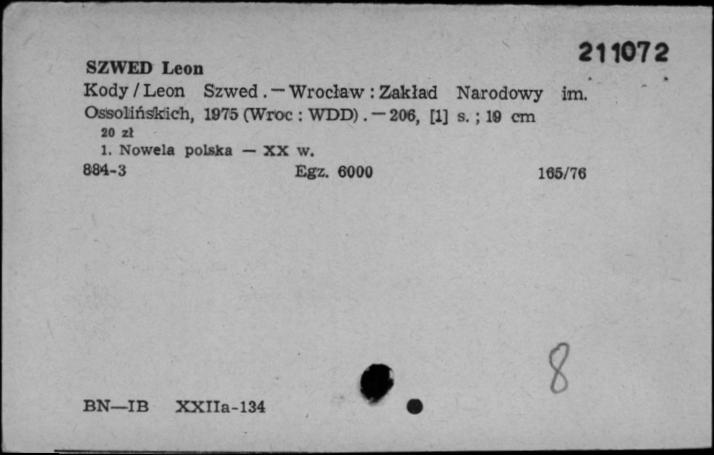 211072
SZWED Leon
Kody / Leon Szwed . — Wrocław : Zakład Narodowy im.
Ossolińskich, 1975 (Wroc : WDD) . — 206, [1] s. ; 19 cm
20 zł
1. Nowela polska — XX w.
884-3 Egz. 6000 165/76
8
BN—IB XXIIa-134